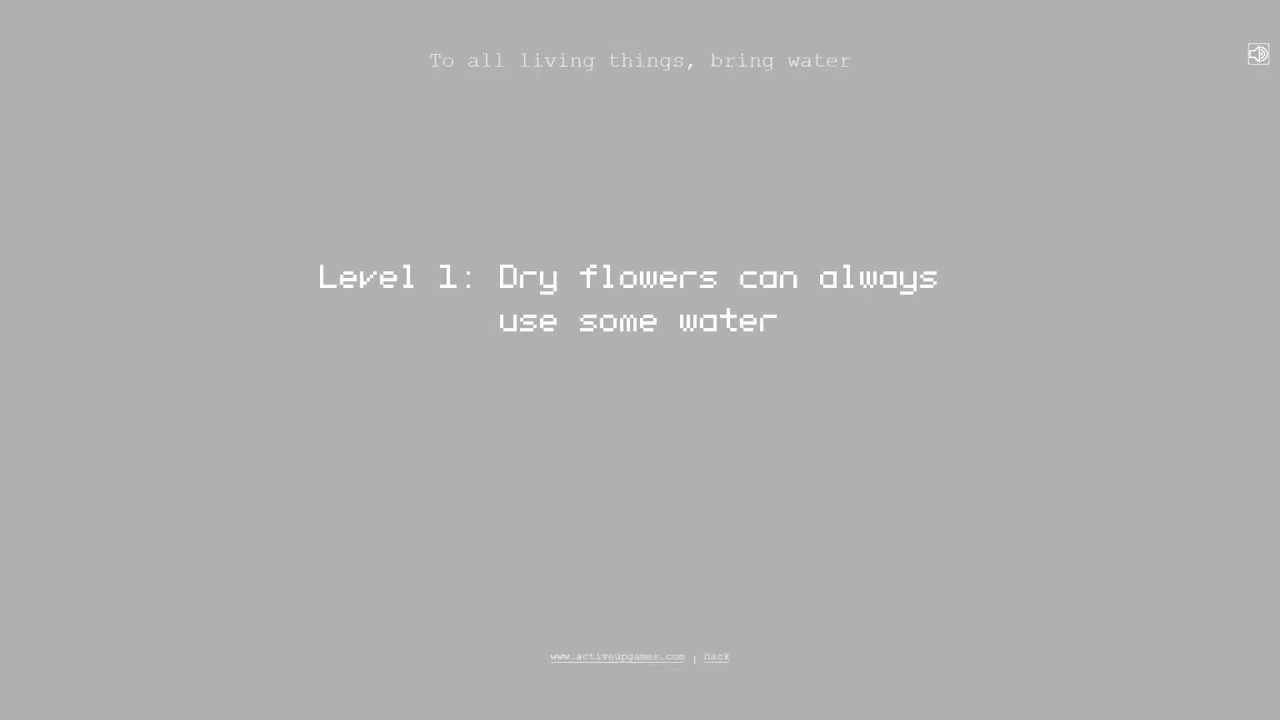 To all living things, bring water
Level 1: Dry flowers can always
use some water
www.activeupgames.com | hack